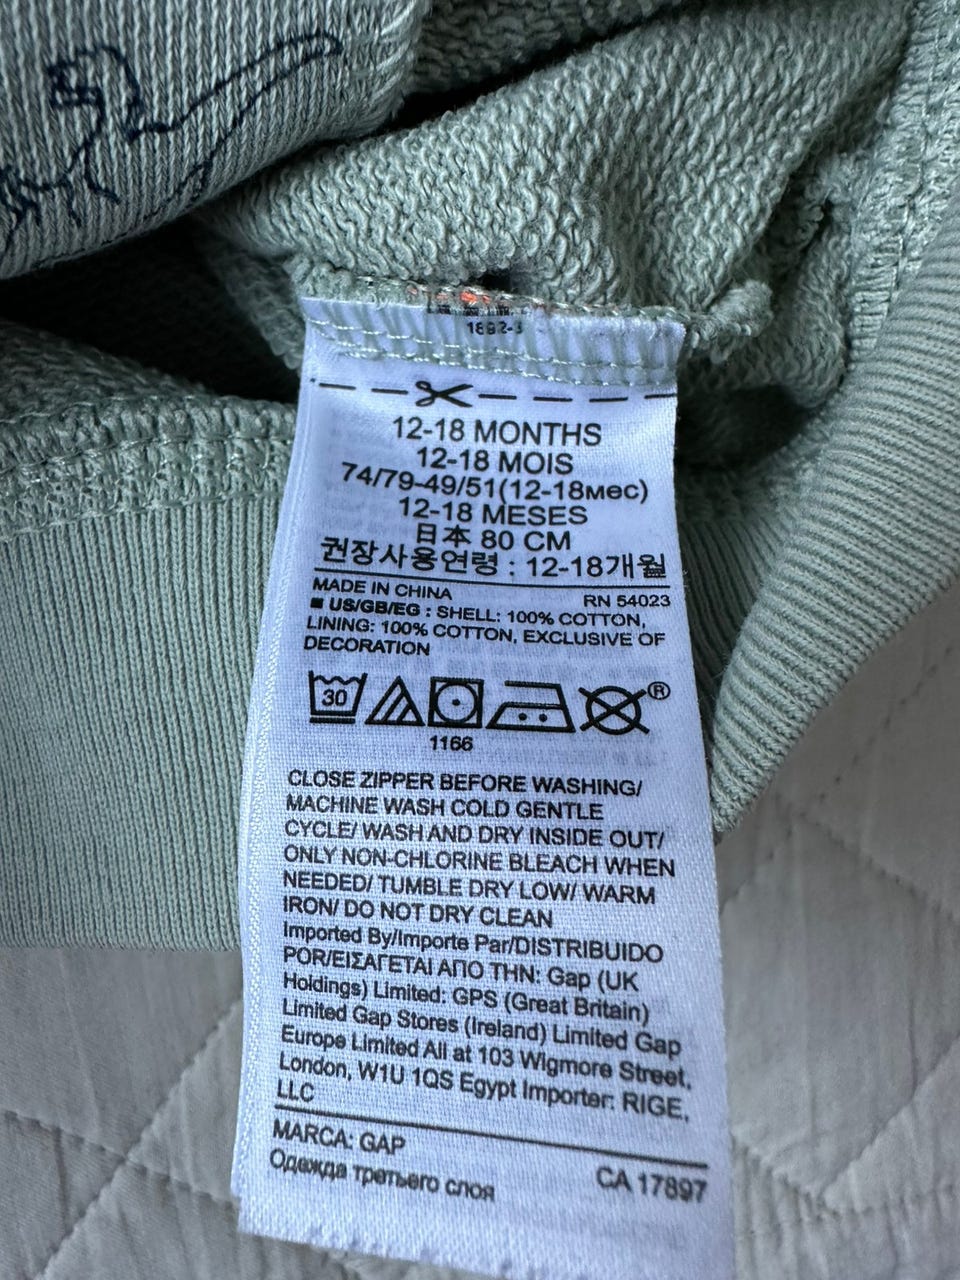 1892-3
12-18 MONTHS
12-18 MOIS
74/79-49/51(12-18мес)
12-18 MESES
日本 80 CM
권장사용연령 : 12-18개월
MADE IN CHINA RN 54023
■ US/GB/EG : SHELL: 100% COTTON,
LINING: 100% COTTON, EXCLUSIVE OF
DECORATION
30
®
1166
CLOSE ZIPPER BEFORE WASHING/
MACHINE WASH COLD GENTLE
CYCLE/ WASH AND DRY INSIDE OUT/
ONLY NON-CHLORINE BLEACH WHEN
NEEDED/ TUMBLE DRY LOW/ WARM
IRON/ DO NOT DRY CLEAN
Imported By/Importe Par/DISTRIBUIDO
POR/ΕΙΣΑΓΕΤΑΙ ΑΠΟ ΤΗΝ: Gap (UK
Holdings) Limited: GPS (Great Britain)
Limited Gap Stores (Ireland) Limited Gap
Europe Limited All at 103 Wigmore Street,
London, W1U 1QS Egypt Importer: RIGE,
LLC
MARCA: GAP
Одежда третьего слоя CA 17897